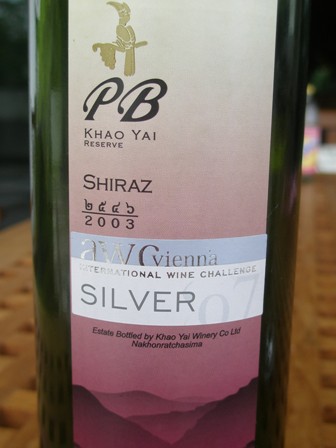 PB
KHAO YAI
RESERVE
SHIRAZ
๒๕๔๖
2003
awc vienna
INTERNATIONAL WINE CHALLENGE
SILVER '07
Estate Bottled by Khao Yai Winery Co Ltd
Nakhonratchasima